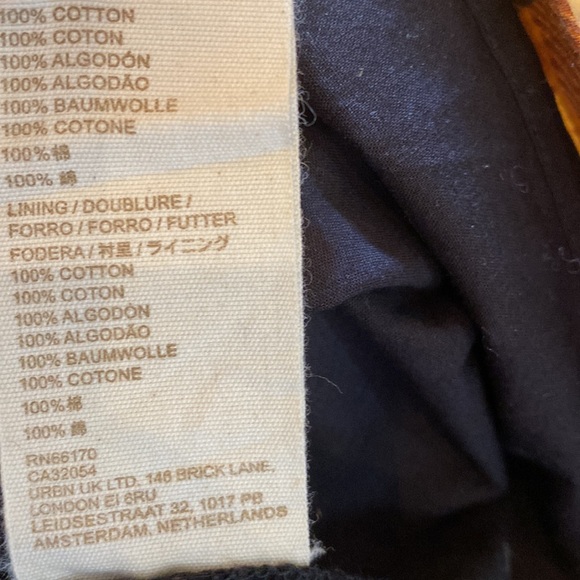 100% COTTON
100% COTON
100% ALGODÓN
100% ALGODÃO
100% BAUMWOLLE
100% COTONE
100%棉
100% 綿
LINING / DOUBLURE /
FORRO / FORRO / FUTTER
FODERA / 衬里 / ライニング
100% COTTON
100% COTON
100% ALGODÓN
100% ALGODÃO
100% BAUMWOLLE
100% COTONE
100%棉
100% 綿
RN66170
CA32054
URBN UK LTD, 146 BRICK LANE,
LONDON EI 6RU
LEIDSESTRAAT 32, 1017 PB
AMSTERDAM, NETHERLANDS